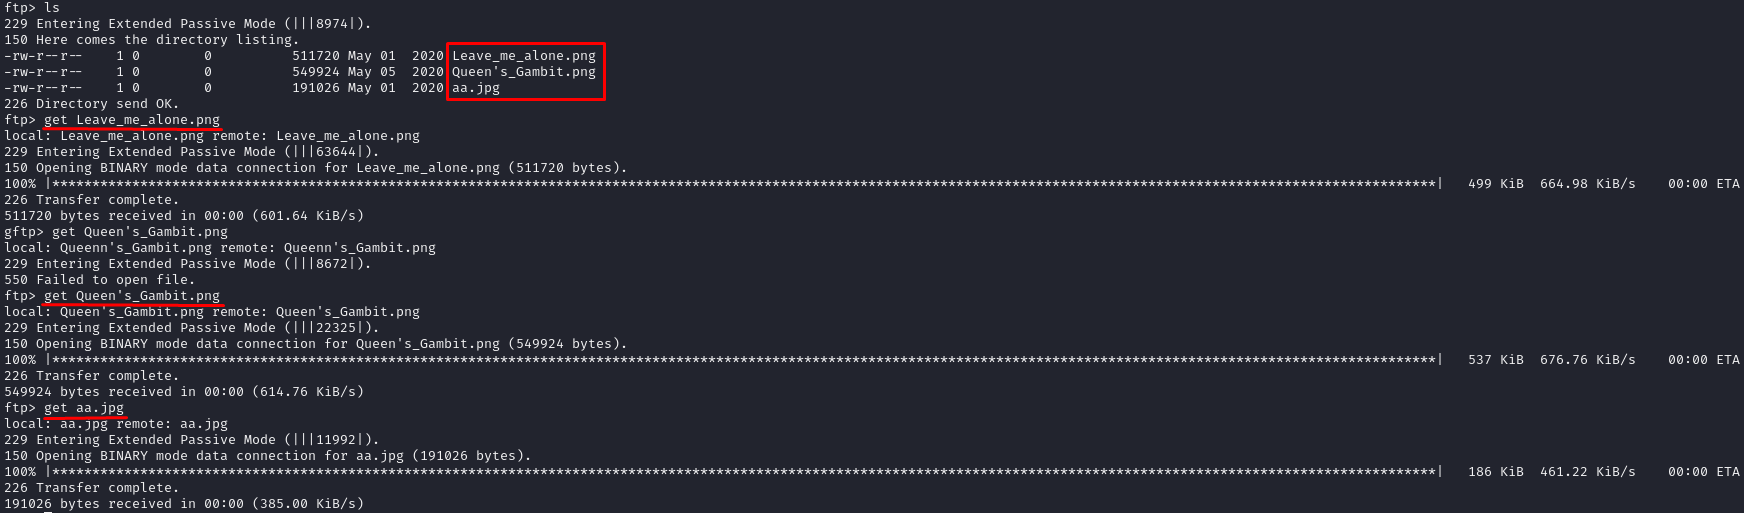 ftp> ls
229 Entering Extended Passive Mode (|||8974|).
150 Here comes the directory listing.
-rw-r--r--    1 0        0          511720 May 01  2020 Leave_me_alone.png
-rw-r--r--    1 0        0          549924 May 05  2020 Queen's_Gambit.png
-rw-r--r--    1 0        0          191026 May 01  2020 aa.jpg
226 Directory send OK.
ftp> get Leave_me_alone.png
local: Leave_me_alone.png remote: Leave_me_alone.png
229 Entering Extended Passive Mode (|||63644|).
150 Opening BINARY mode data connection for Leave_me_alone.png (511720 bytes).
100% |*****************************************************************************************************************************************************************************|   499 KiB  664.98 KiB/s    00:00 ETA
226 Transfer complete.
511720 bytes received in 00:00 (601.64 KiB/s)
gftp> get Queen's_Gambit.png
local: Queenn's_Gambit.png remote: Queenn's_Gambit.png
229 Entering Extended Passive Mode (|||8672|).
550 Failed to open file.
ftp> get Queen's_Gambit.png
local: Queen's_Gambit.png remote: Queen's_Gambit.png
229 Entering Extended Passive Mode (|||22325|).
150 Opening BINARY mode data connection for Queen's_Gambit.png (549924 bytes).
100% |*****************************************************************************************************************************************************************************|   537 KiB  676.76 KiB/s    00:00 ETA
226 Transfer complete.
549924 bytes received in 00:00 (614.76 KiB/s)
ftp> get aa.jpg
local: aa.jpg remote: aa.jpg
229 Entering Extended Passive Mode (|||11992|).
150 Opening BINARY mode data connection for aa.jpg (191026 bytes).
100% |*****************************************************************************************************************************************************************************|   186 KiB  461.22 KiB/s    00:00 ETA
226 Transfer complete.
191026 bytes received in 00:00 (385.00 KiB/s)